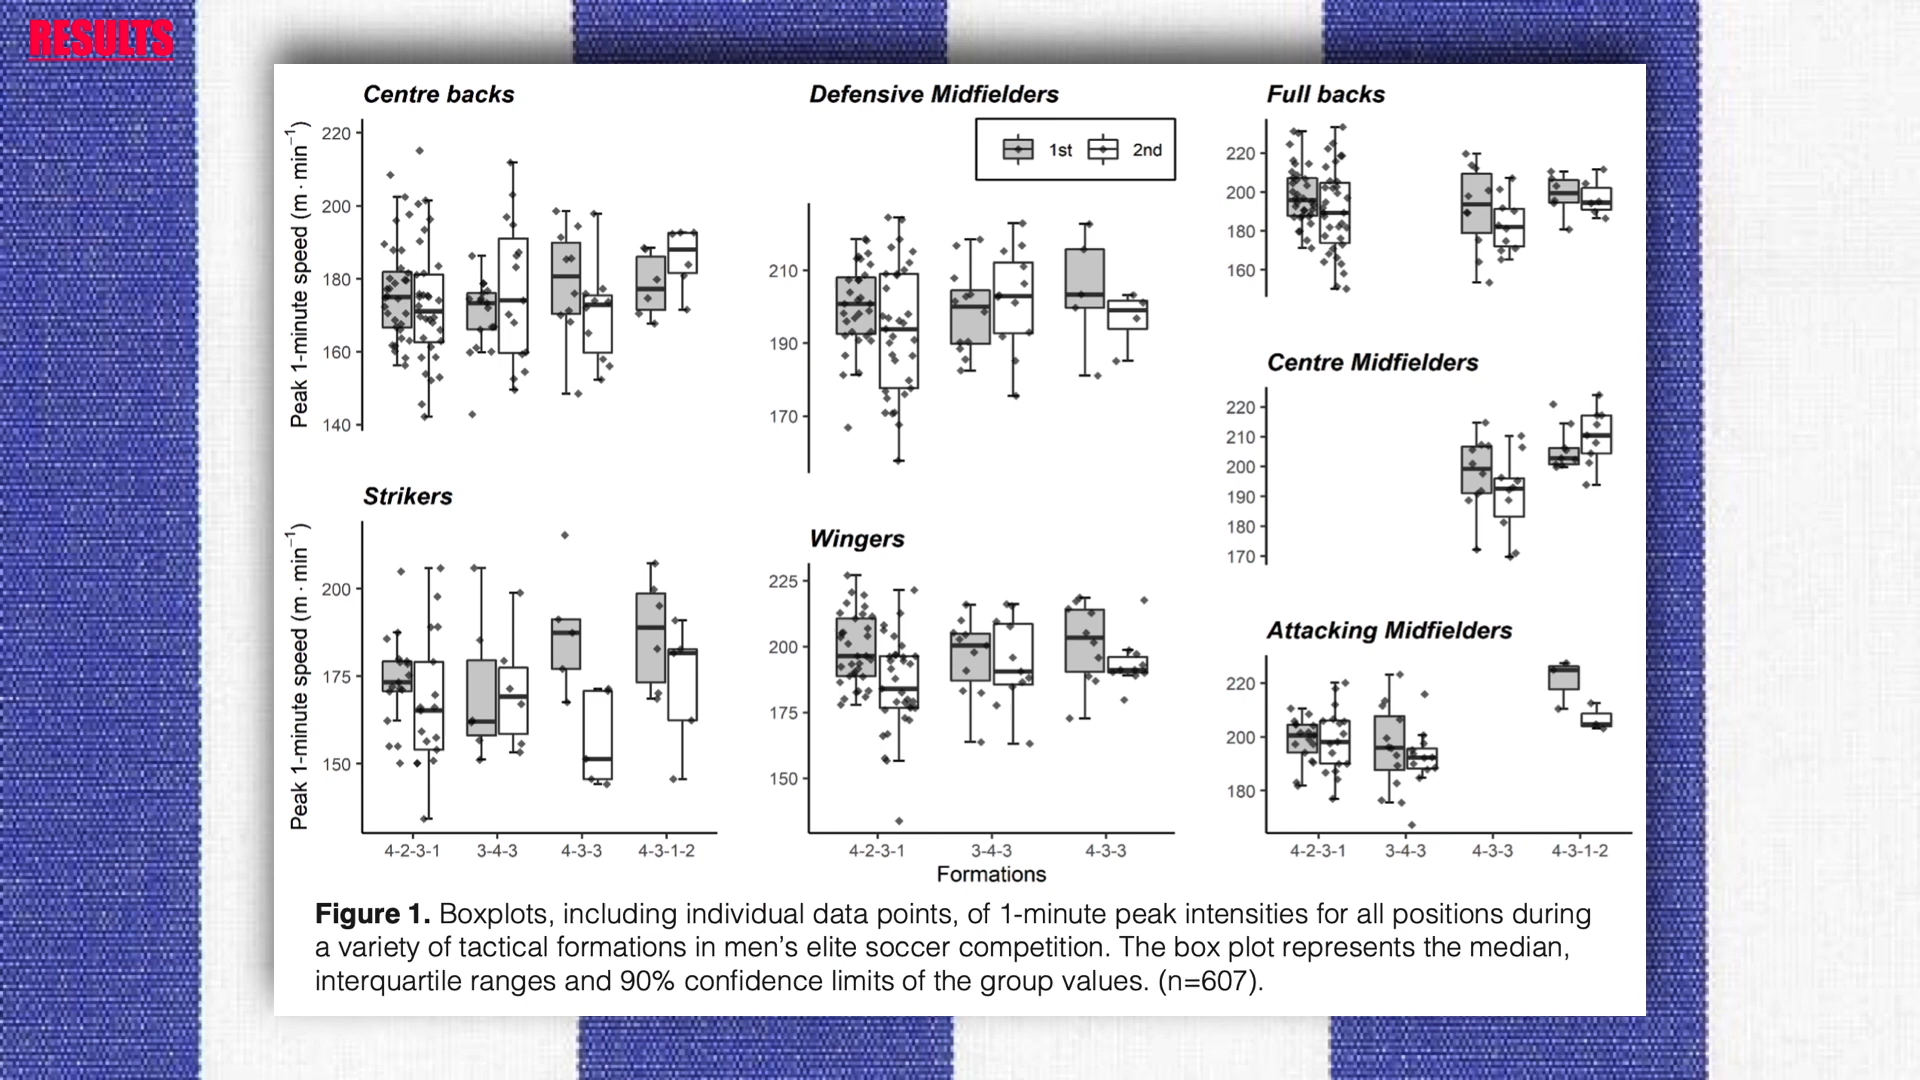 RESULTS
Centre backs
Peak 1-minute speed (m · min⁻¹)
220
200
180
160
140
Defensive Midfielders
1st
2nd
210
190
170
Full backs
220
200
180
160
Centre Midfielders
220
210
200
190
180
170
Strikers
Peak 1-minute speed (m · min⁻¹)
200
175
150
4-2-3-1
3-4-3
4-3-3
4-3-1-2
Wingers
225
200
175
150
4-2-3-1
3-4-3
4-3-3
Attacking Midfielders
220
200
180
4-2-3-1
3-4-3
4-3-3
4-3-1-2
Formations
Figure 1. Boxplots, including individual data points, of 1-minute peak intensities for all positions during
a variety of tactical formations in men's elite soccer competition. The box plot represents the median,
interquartile ranges and 90% confidence limits of the group values. (n=607).